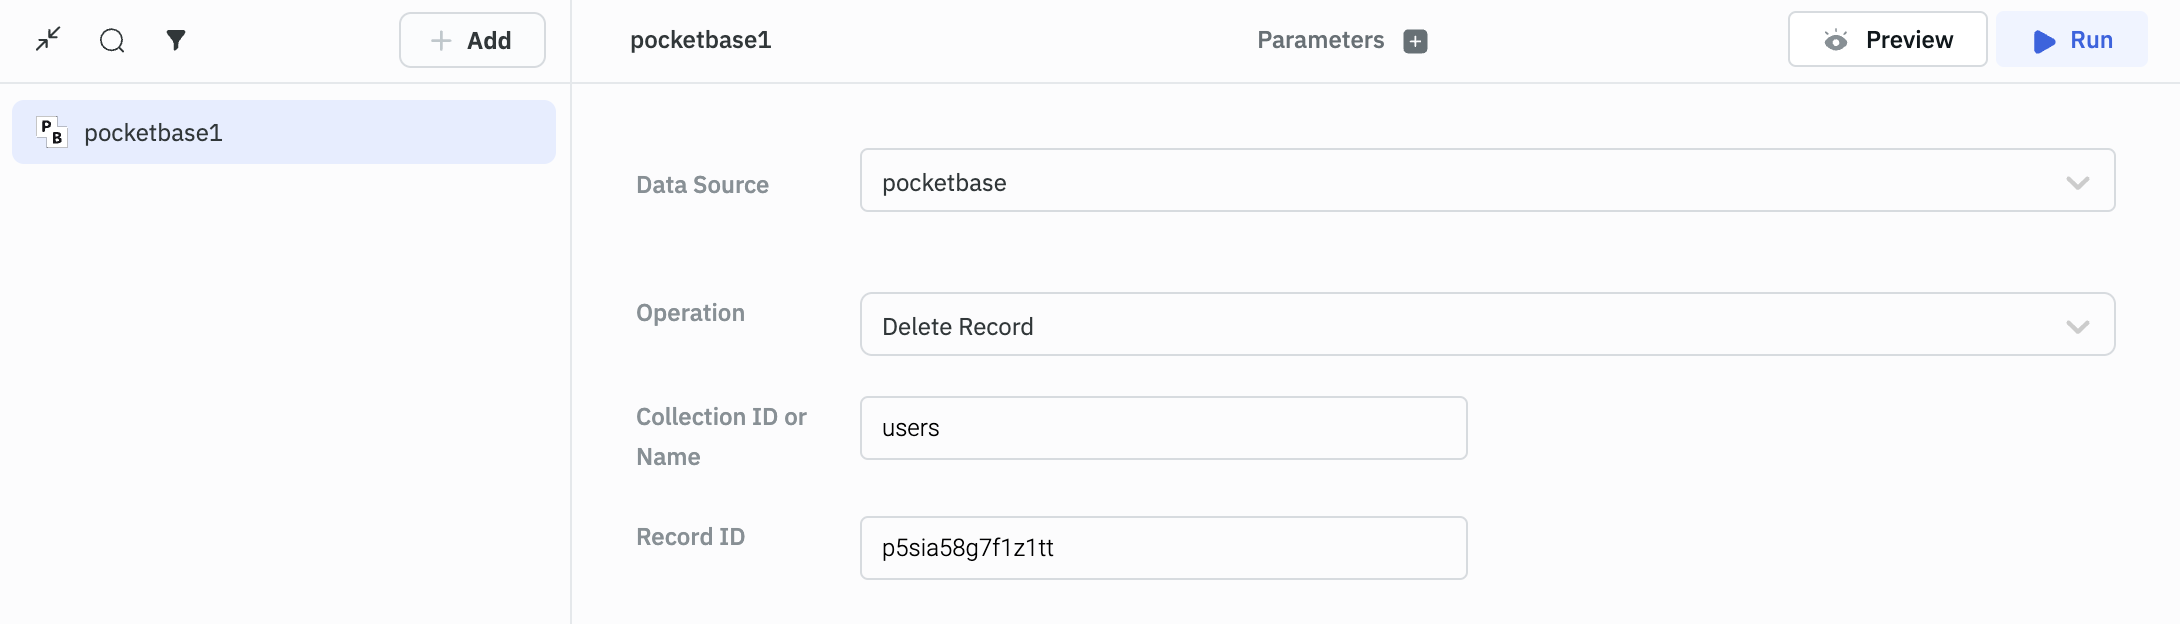 Add
pocketbase1
Parameters
Preview
Run
P
B
pocketbase1
Data Source
pocketbase
Operation
Delete Record
Collection ID or
Name
users
Record ID
p5sia58g7f1z1tt